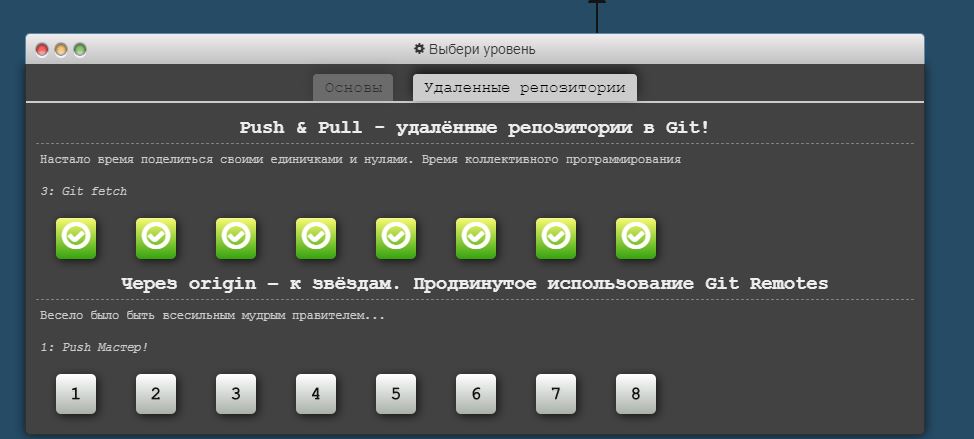 Выбери уровень
Основы
Удаленные репозитории
Push & Pull - удалённые репозитории в Git!
Настало время поделиться своими единичками и нулями. Время коллективного программирования
3: Git fetch
Через origin – к звёздам. Продвинутое использование Git Remotes
Весело было быть всесильным мудрым правителем...
1: Push Мастер!
1 2 3 4 5 6 7 8